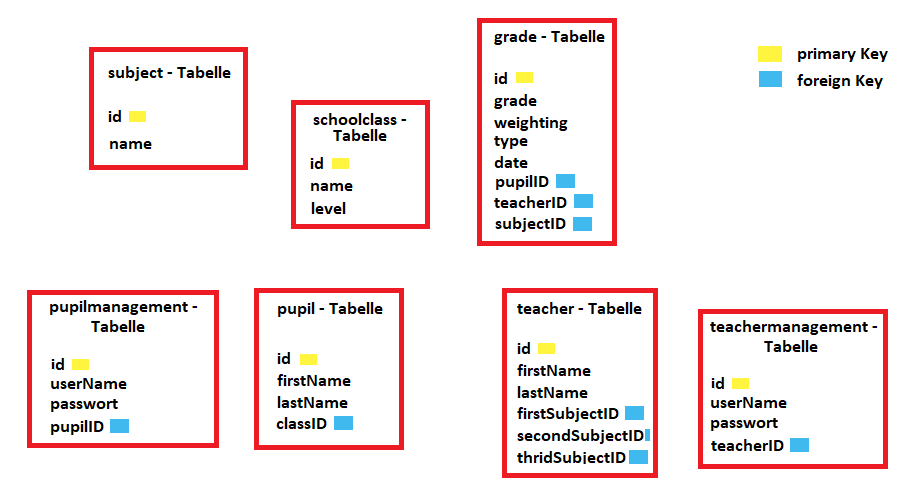 subject - Tabelle
id
name
schoolclass -
Tabelle
id
name
level
grade - Tabelle
id
grade
weighting
type
date
pupilID
teacherID
subjectID
primary Key
foreign Key
pupilmanagement -
Tabelle
id
userName
passwort
pupilID
pupil - Tabelle
id
firstName
lastName
classID
teacher - Tabelle
id
firstName
lastName
firstSubjectID
secondSubjectID
thridSubjectID
teachermanagement -
Tabelle
id
userName
passwort
teacherID